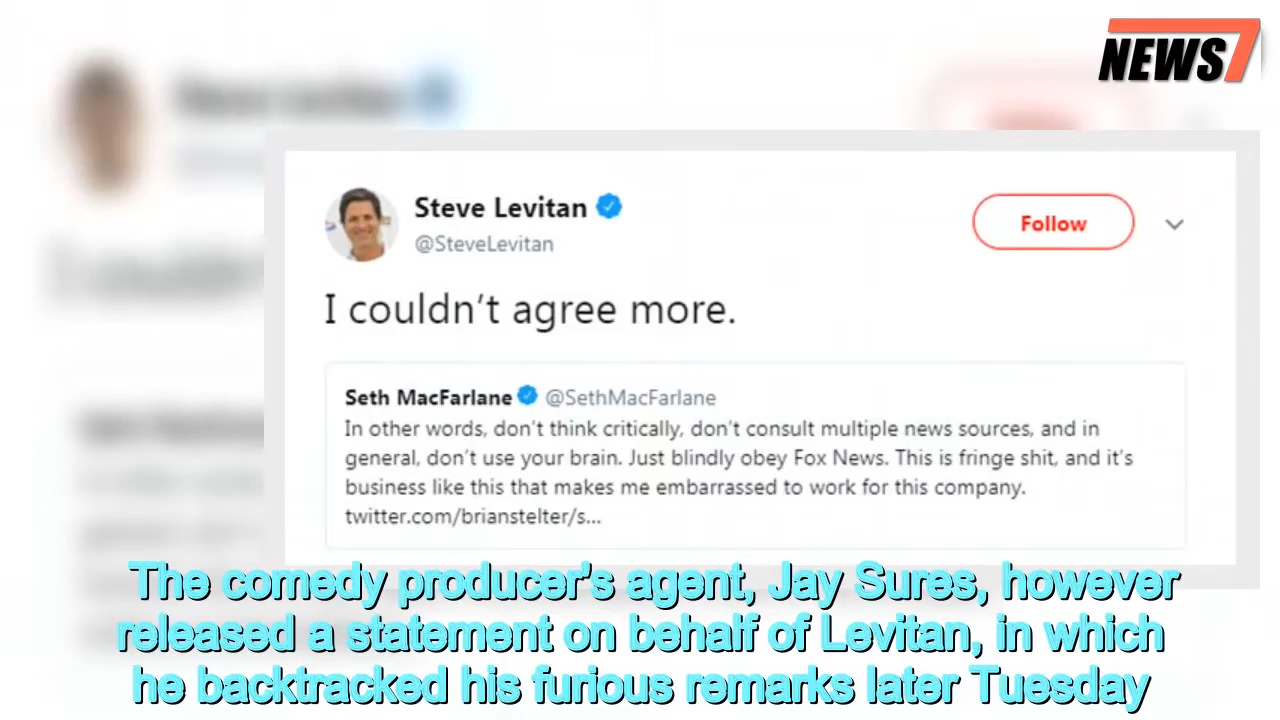 NEWS7
Steve Levitan
@SteveLevitan
Follow
I couldn't agree more.
Seth MacFarlane @SethMacFarlane
In other words, don't think critically, don't consult multiple news sources, and in
general, don't use your brain. Just blindly obey Fox News. This is fringe shit, and it's
business like this that makes me embarrassed to work for this company.
twitter.com/brianstelter/s...
The comedy producer's agent, Jay Sures, however
released a statement on behalf of Levitan, in which
he backtracked his furious remarks later Tuesday